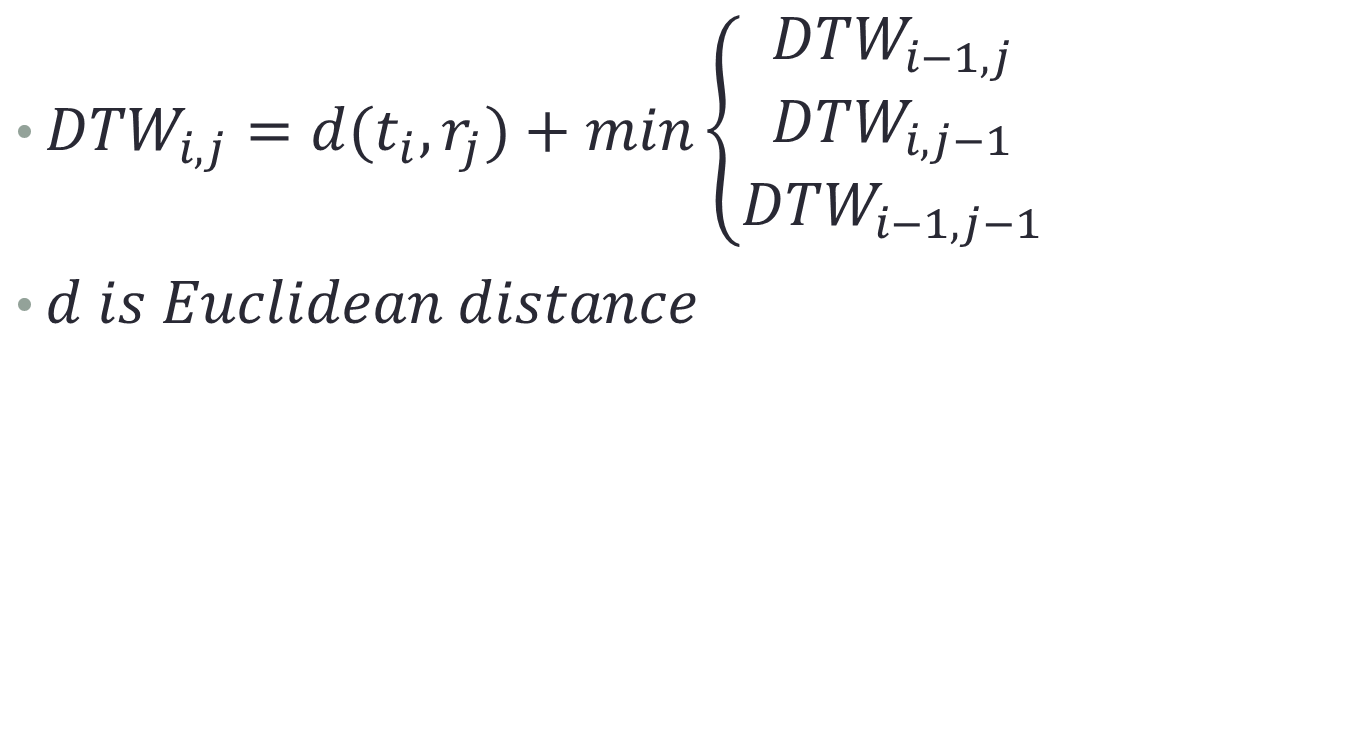 DTW_{i-1,j}
• DTW_{i,j} = d(t_i, r_j) + min { DTW_{i,j-1}
DTW_{i-1,j-1}
• d is Euclidean distance